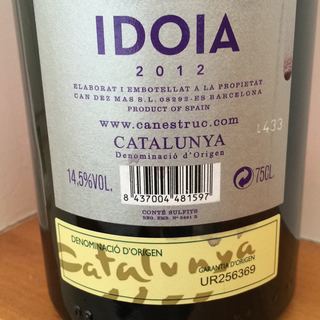 IDOIA
2012
ELABORAT I EMBOTELLAT A LA PROPIETAT
CAN DEZ MAS S.L. 08292-ES BARCELONA
PRODUCT OF SPAIN
www.canestruc.com
CATALUNYA
Denominació d'Origen
14,5%VOL.
75CL.
8 437004 481597
CONTÉ SULFITS
DENOMINACIÓ D'ORIGEN
Catalunya
GARANTIA D'ORIGEN
UR256369